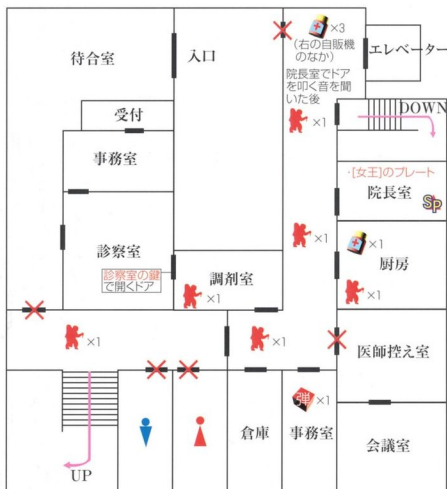 ×3
(右の自販機
のなか)
エレベーター
待合室
入口
院長室でドア
を叩く音を聞
いた後
×1
DOWN
受付
事務室
・[女王]のプレート
院長室
SP
×1
診察室
×1
厨房
診察室の鍵
で開くドア
調剤室
×1
×1
×1
×1
医師控え室
弾 ×1
倉庫
事務室
会議室
UP